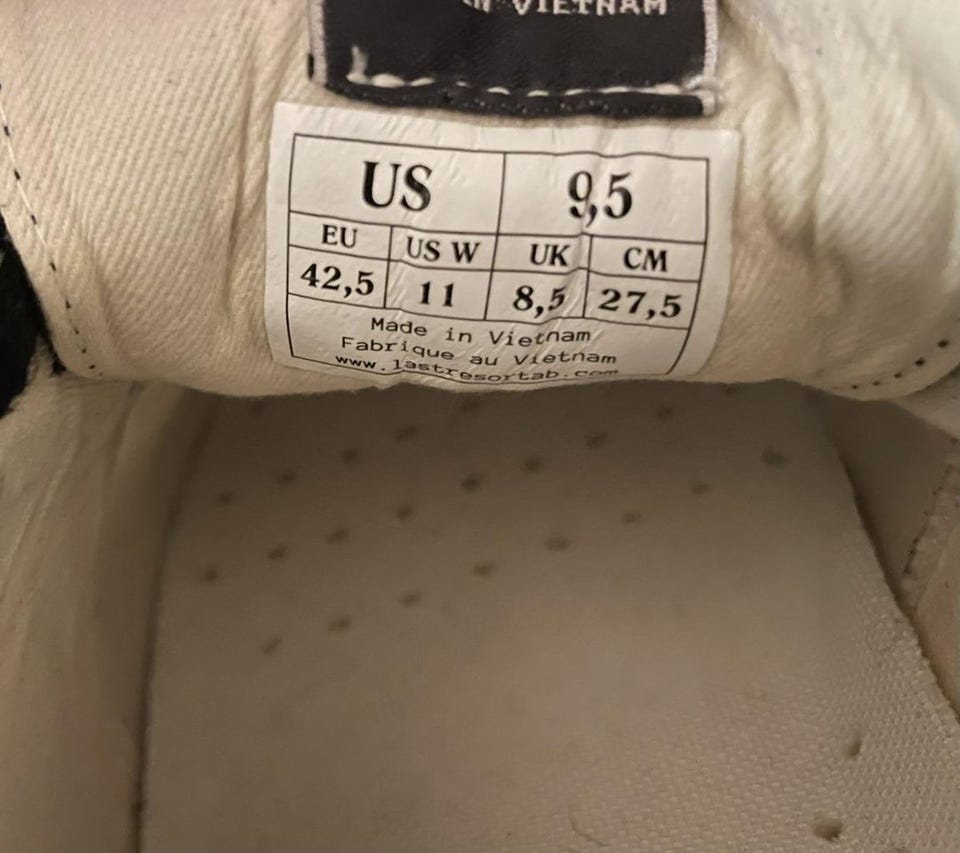 IN VIETNAM
US 9,5
EU US W UK CM
42,5 11 8,5 27,5
Made in Vietnam
Fabrique au Vietnam
www.lastresortab.com